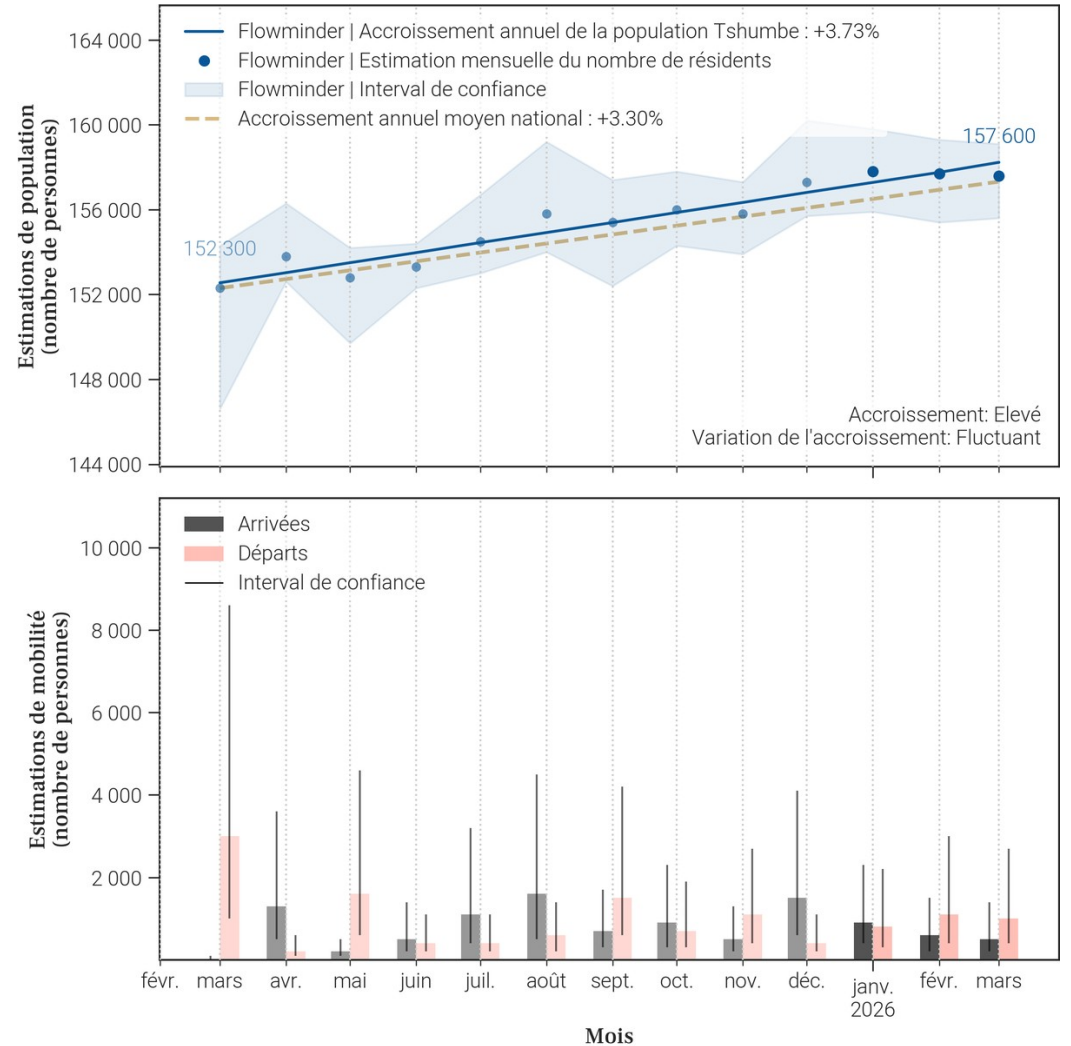 Flowminder | Accroissement annuel de la population Tshumbe : +3.73%
Flowminder | Estimation mensuelle du nombre de résidents
Flowminder | Interval de confiance
Accroissement annuel moyen national : +3.30%
Estimations de population
(nombre de personnes)
164 000
160 000
156 000
152 000
148 000
144 000
152 300
157 600
Accroissement: Elevé
Variation de l'accroissement: Fluctuant
Arrivées
Départs
Interval de confiance
Estimations de mobilité
(nombre de personnes)
10 000
8 000
6 000
4 000
2 000
févr. mars avr. mai juin juil. août sept. oct. nov. déc. janv. févr. mars
2026
Mois